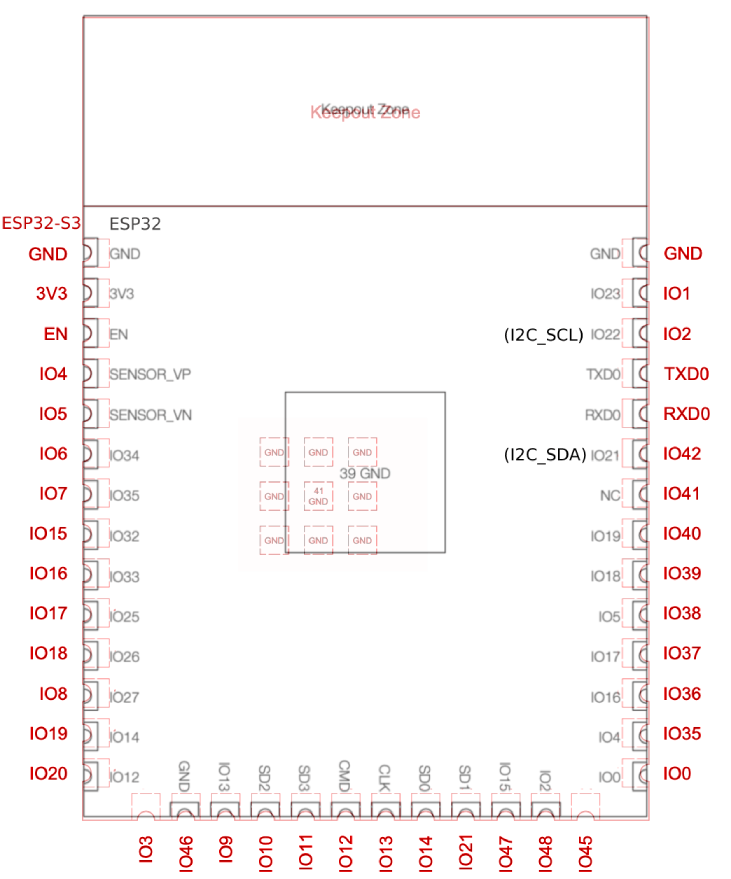 Keepout Zone
Keepout Zone
ESP32-S3 ESP32
GND GND GND GND
3V3 3V3 IO23 IO1
EN EN (I2C_SCL) IO22 IO2
IO4 SENSOR_VP TXD0 TXD0
IO5 SENSOR_VN RXD0 RXD0
IO6 IO34 GND GND GND (I2C_SDA) IO21 IO42
39 GND
IO7 IO35 GND 41 GND GND NC IO41
IO15 IO32 GND GND GND IO19 IO40
IO16 IO33 IO18 IO39
IO17 IO25 IO5 IO38
IO18 IO26 IO17 IO37
IO8 IO27 IO16 IO36
IO19 IO14 IO4 IO35
IO20 IO12 IO0 IO0
GND IO13 SD2 SD3 CMD CLK SD0 SD1 IO15 IO2
IO3 IO46 IO9 IO10 IO11 IO12 IO13 IO14 IO21 IO47 IO48 IO45